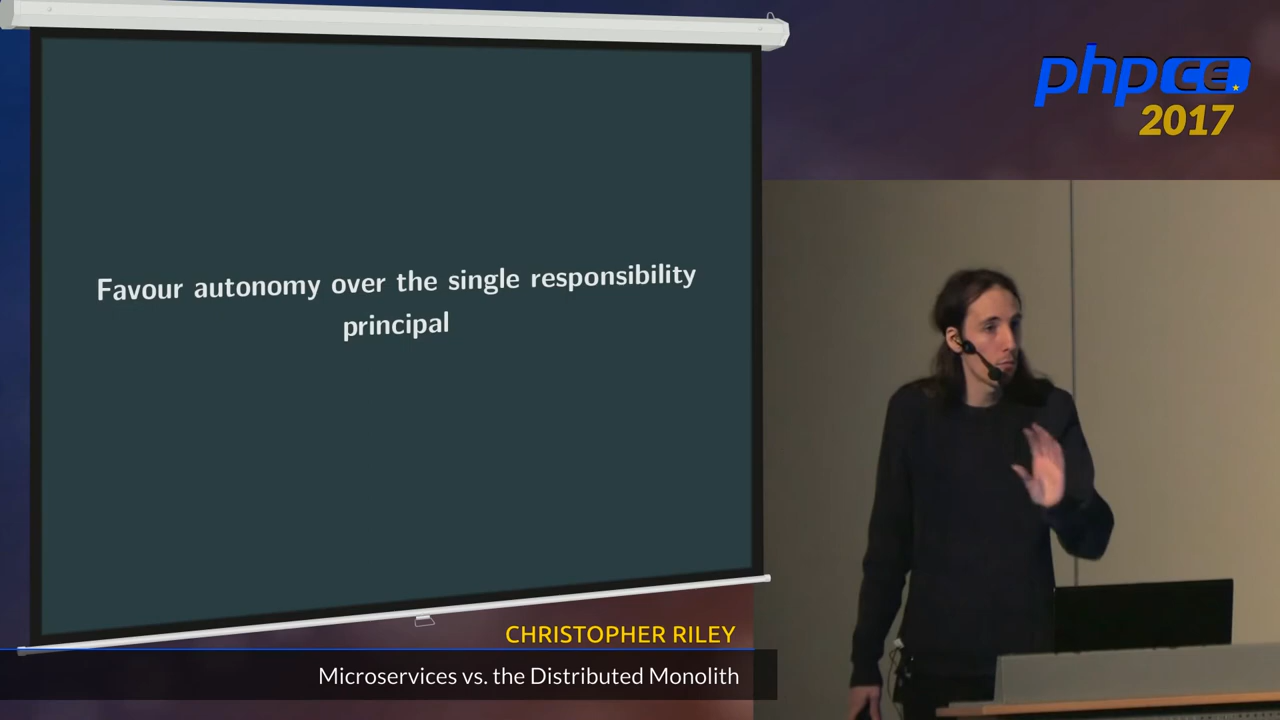 Favour autonomy over the single responsibility
principal
phpCE
2017
CHRISTOPHER RILEY
Microservices vs. the Distributed Monolith